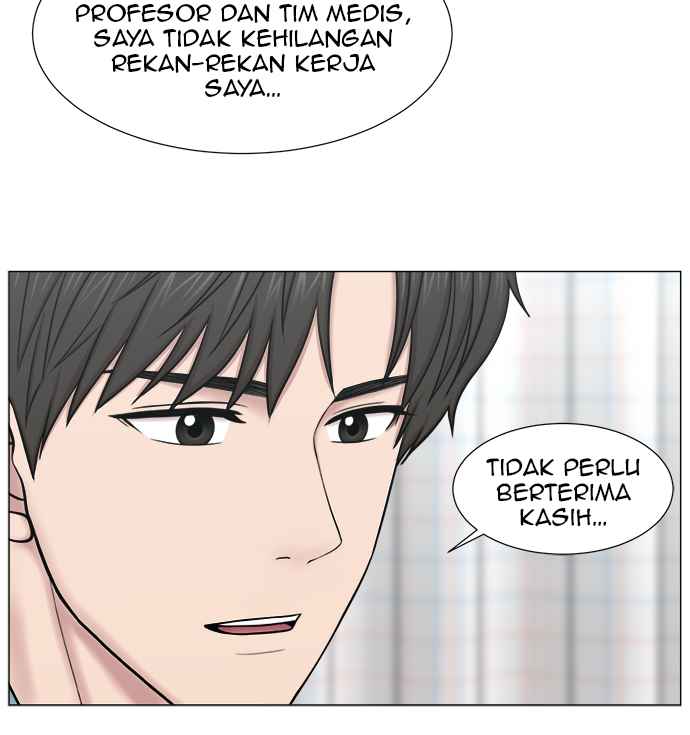 PROFESOR DAN TIM MEDIS,
SAYA TIDAK KEHILANGAN
REKAN-REKAN KERJA
SAYA...
TIDAK PERLU
BERTERIMA
KASIH...